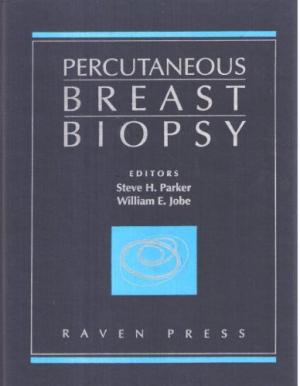 PERCUTANEOUS
BREAST
BIOPSY
EDITORS
Steve H. Parker
William E. Jobe
RAVEN PRESS